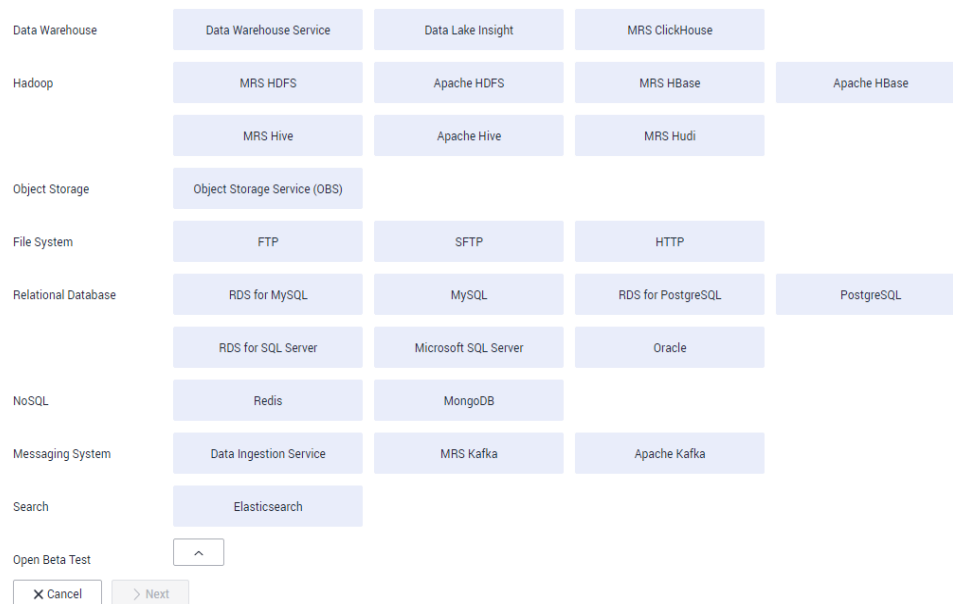 Data Warehouse Data Warehouse Service Data Lake Insight MRS ClickHouse
Hadoop MRS HDFS Apache HDFS MRS HBase Apache HBase
MRS Hive Apache Hive MRS Hudi
Object Storage Object Storage Service (OBS)
File System FTP SFTP HTTP
Relational Database RDS for MySQL MySQL RDS for PostgreSQL PostgreSQL
RDS for SQL Server Microsoft SQL Server Oracle
NoSQL Redis MongoDB
Messaging System Data Ingestion Service MRS Kafka Apache Kafka
Search Elasticsearch
Open Beta Test
Cancel Next